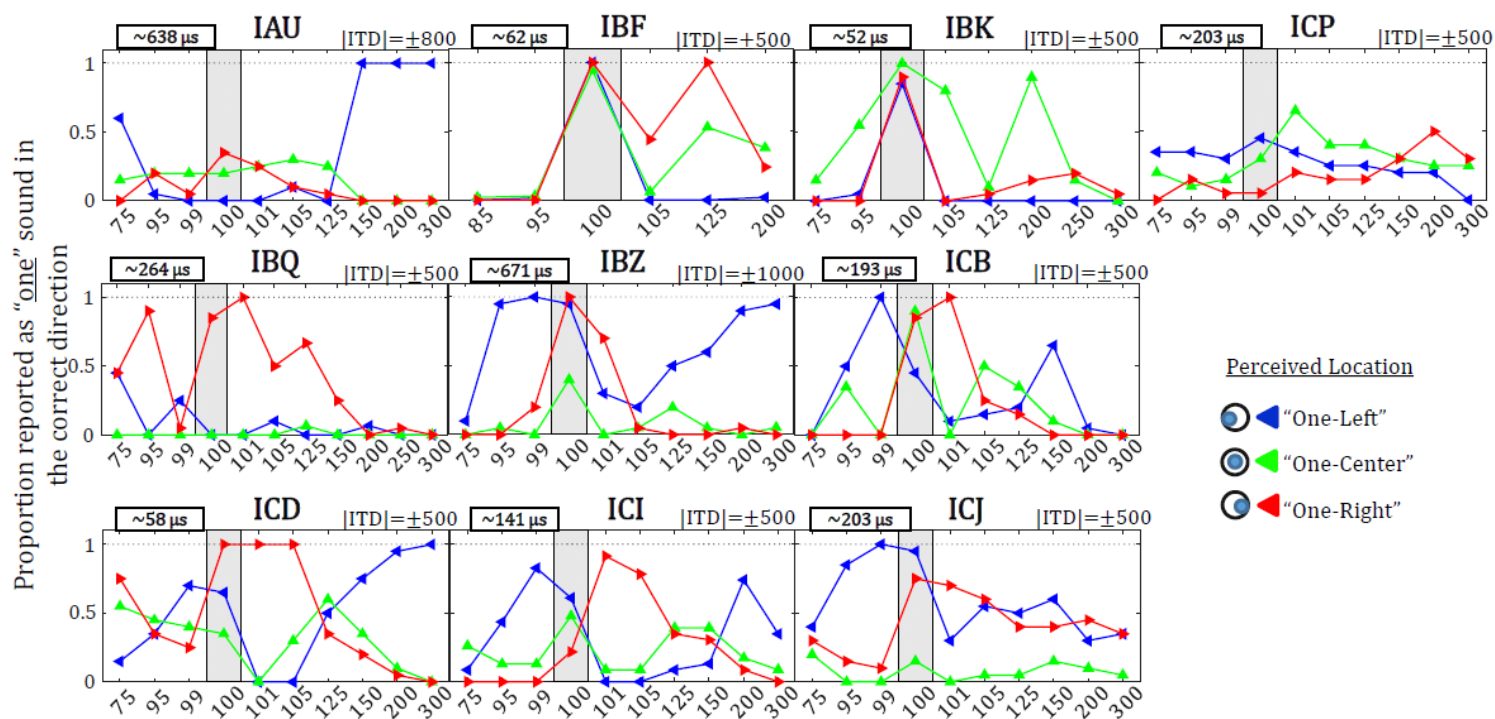 ~638 µs IAU |ITD|=±800
~62 µs IBF |ITD|=+500
~52 µs IBK |ITD|=±500
~203 µs ICP |ITD|=±500
1
0.5
0
75 95 99 100 101 105 125 150 200 300
85 95 100 105 125 200
75 95 100 105 125 200 250 300
75 95 99 100 101 105 125 150 200 300
Proportion reported as “one” sound in
the correct direction
~264 µs IBQ |ITD|=±500
~671 µs IBZ |ITD|=±1000
~193 µs ICB |ITD|=±500
1
0.5
0
75 95 99 100 101 105 125 150 200 250 300
75 95 99 100 101 105 125 150 200 300
75 95 99 100 101 105 125 150 200 300
Perceived Location
“One-Left”
“One-Center”
“One-Right”
~58 µs ICD |ITD|=±500
~141 µs ICI |ITD|=±500
~203 µs ICJ |ITD|=±500
1
0.5
0
75 95 99 100 101 105 125 150 200 300
75 95 99 100 101 105 125 150 200 300
75 95 99 100 101 105 125 150 200 300